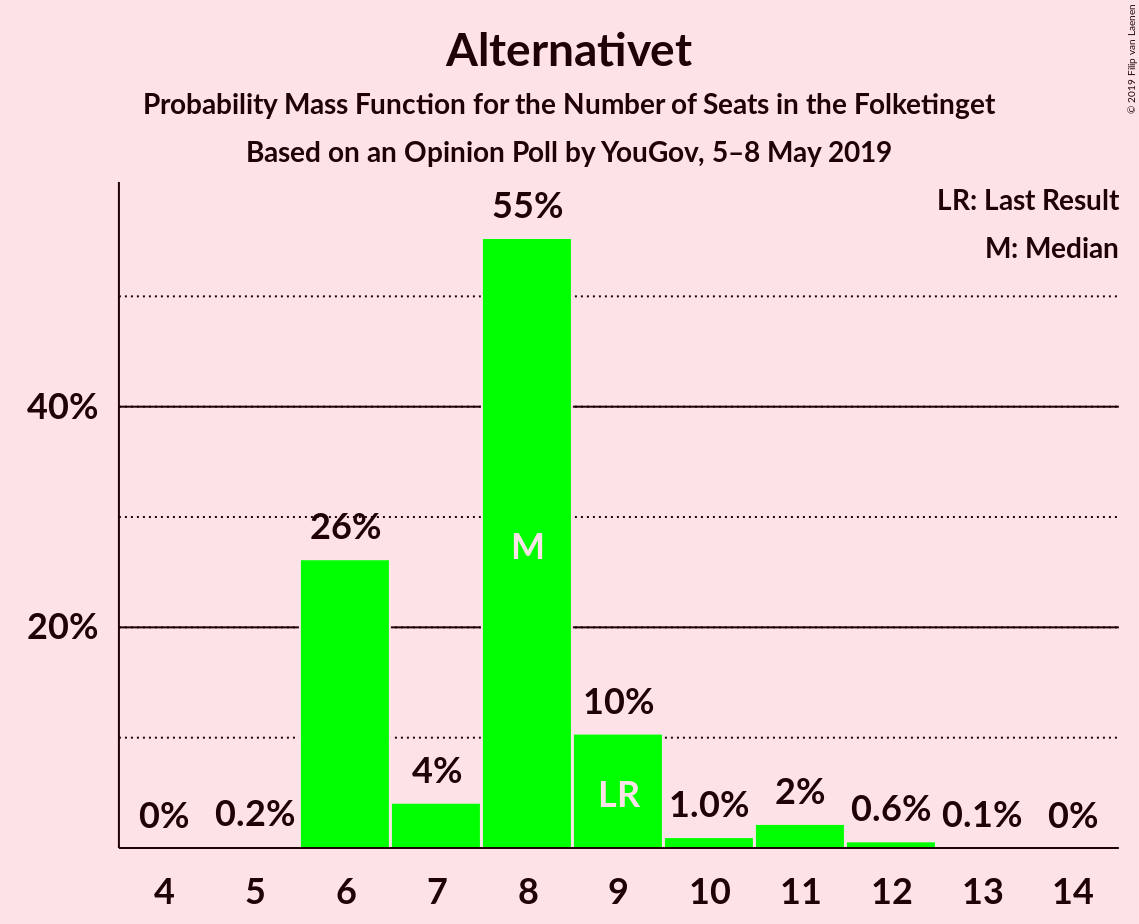 Alternativet
Probability Mass Function for the Number of Seats in the Folketinget
Based on an Opinion Poll by YouGov, 5–8 May 2019
© 2019 Filip van Laenen
LR: Last Result
M: Median
40%
20%
0%
0.2%
26%
4%
55%
M
10%
LR
1.0%
2%
0.6%
0.1%
0%
4 5 6 7 8 9 10 11 12 13 14